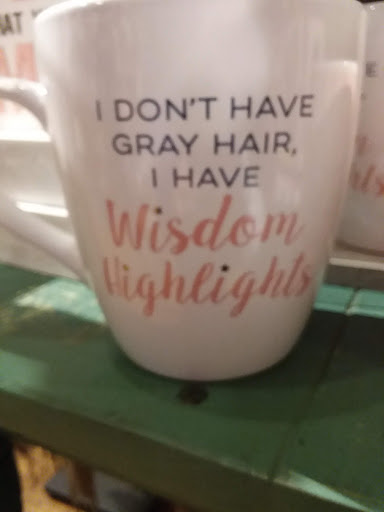 I DON'T HAVE
GRAY HAIR,
I HAVE
Wisdom
Highlights